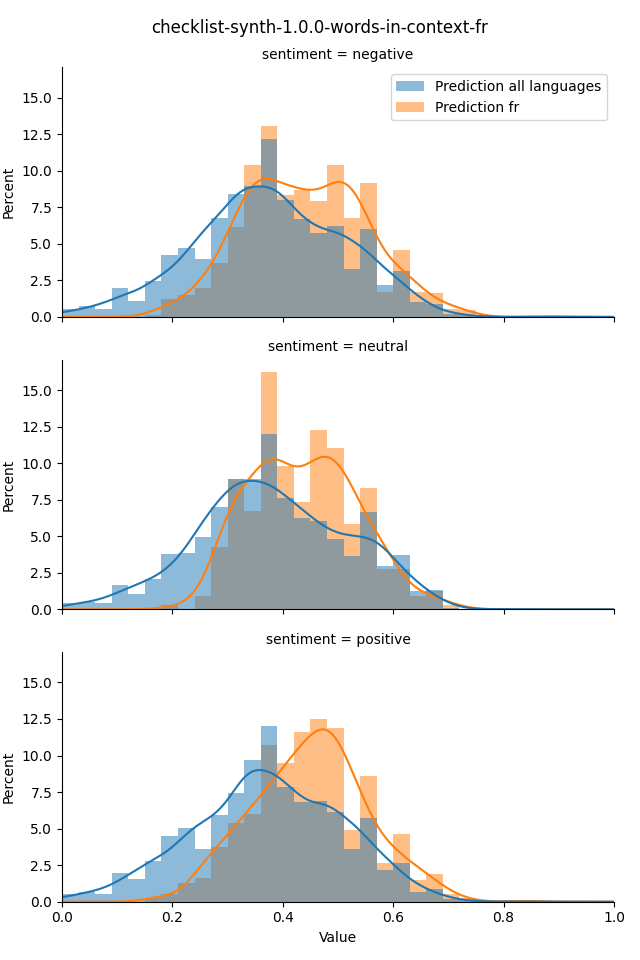 checklist-synth-1.0.0-words-in-context-fr
sentiment = negative
Prediction all languages
Prediction fr
Percent
15.0
12.5
10.0
7.5
5.0
2.5
0.0
sentiment = neutral
Percent
15.0
12.5
10.0
7.5
5.0
2.5
0.0
sentiment = positive
Percent
15.0
12.5
10.0
7.5
5.0
2.5
0.0
0.0 0.2 0.4 0.6 0.8 1.0
Value